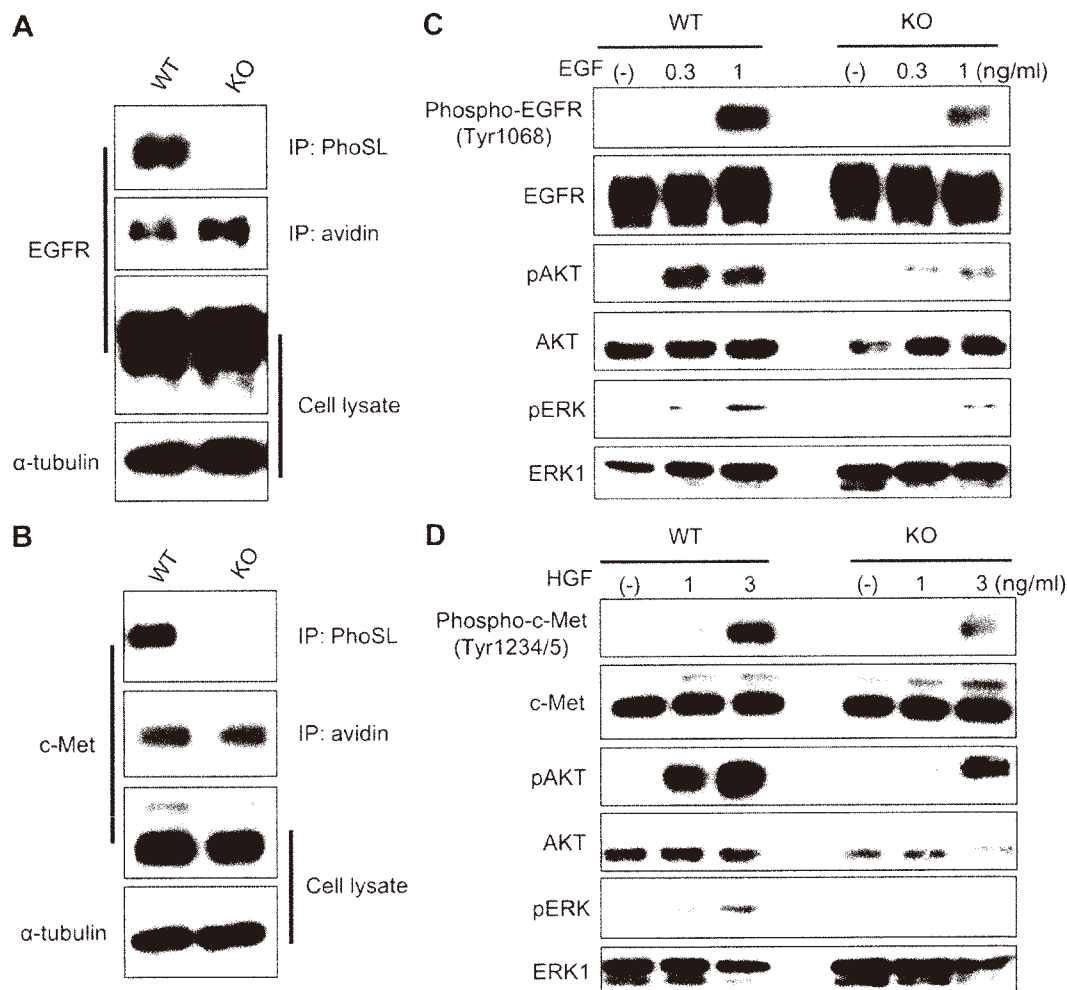 A
WT KO
IP: PhoSL
IP: avidin
EGFR
Cell lysate
α-tubulin
B
WT KO
IP: PhoSL
IP: avidin
c-Met
Cell lysate
α-tubulin
C
WT KO
EGF (-) 0.3 1 (-) 0.3 1 (ng/ml)
Phospho-EGFR
(Tyr1068)
EGFR
pAKT
AKT
pERK
ERK1
D
WT KO
HGF (-) 1 3 (-) 1 3 (ng/ml)
Phospho-c-Met
(Tyr1234/5)
c-Met
pAKT
AKT
pERK
ERK1